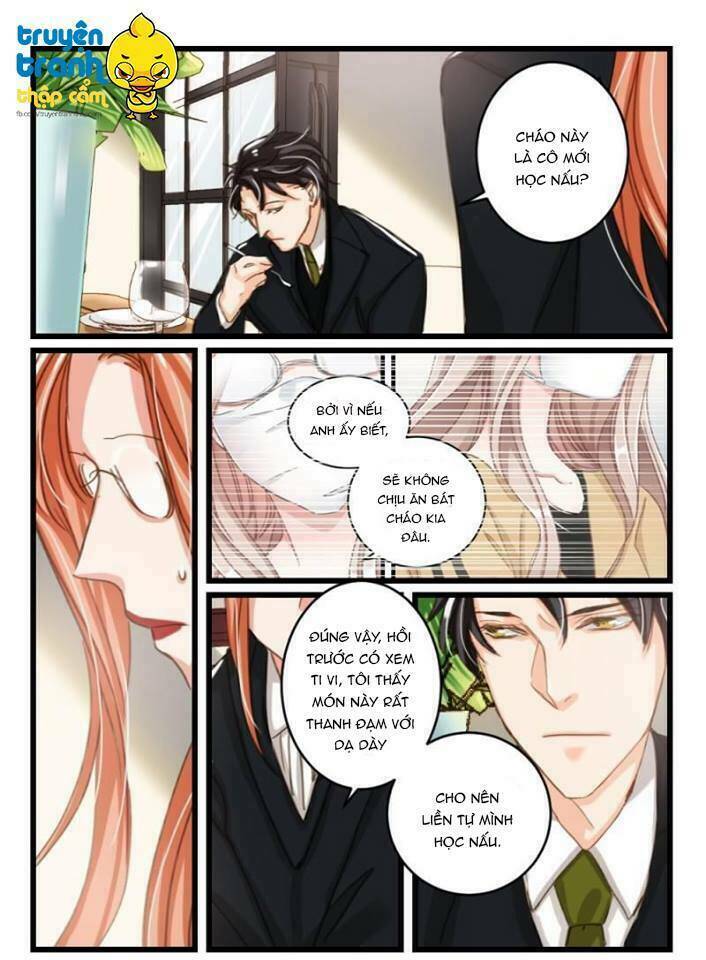 truyện
tranh
thập cẩm
CHÁO NÀY
LÀ CÔ MỚI
HỌC NẤU?
BỞI VÌ NẾU
ANH ẤY BIẾT,
SẼ KHÔNG
CHỊU ĂN BÁT
CHÁO KIA
ĐÂU.
ĐÚNG VẬY, HỒI
TRƯỚC CÓ XEM
TI VI, TÔI THẤY
MÓN NÀY RẤT
THANH ĐẠM VỚI
DẠ DÀY
CHO NÊN
LIỀN TỰ MÌNH
HỌC NẤU.